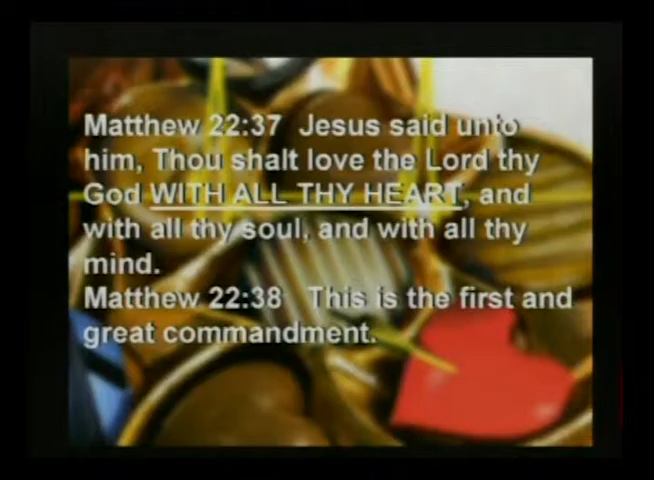 Matthew 22:37 Jesus said unto
him, Thou shalt love the Lord thy
God WITH ALL THY HEART, and
with all thy soul, and with all thy
mind.
Matthew 22:38 This is the first and
great commandment.